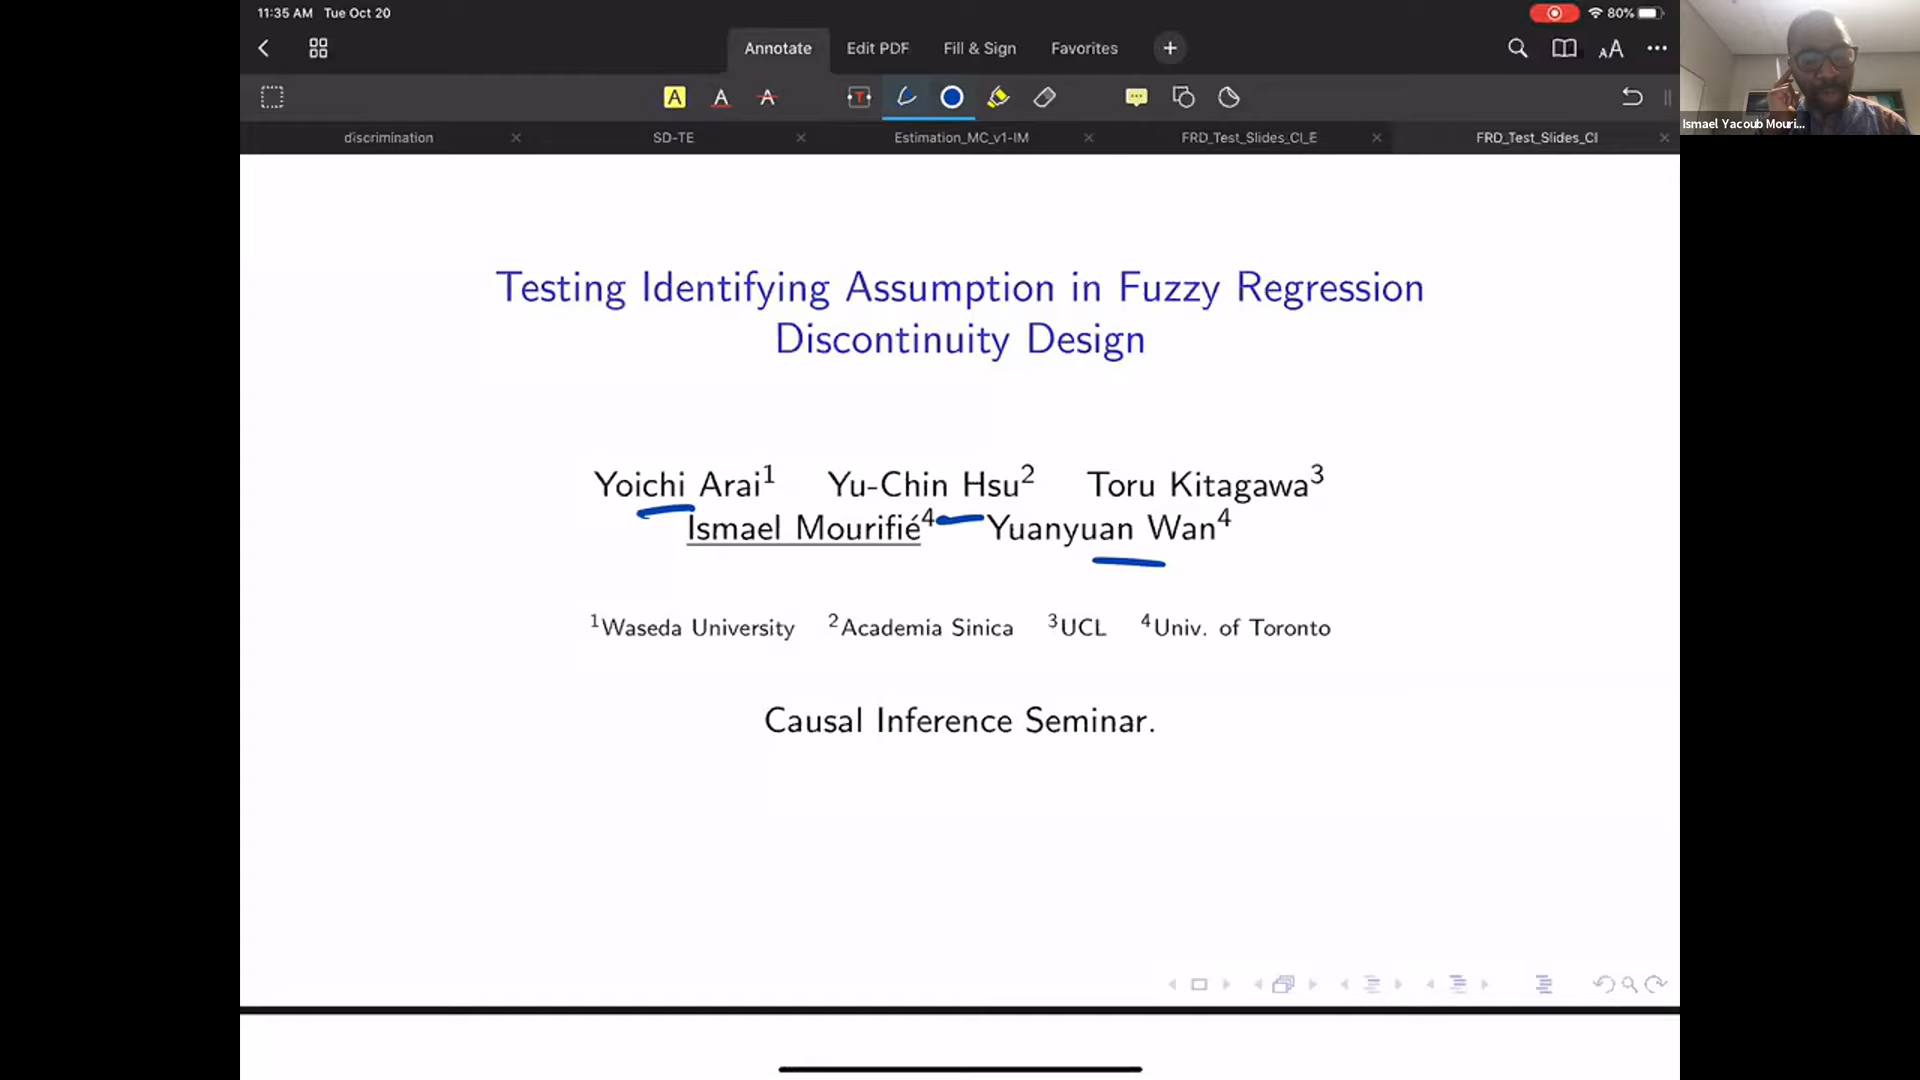 11:35 AM Tue Oct 20
80%
Annotate Edit PDF Fill & Sign Favorites
discrimination SD-TE Estimation_MC_v1-IM FRD_Test_Slides_CI_E FRD_Test_Slides_CI
Ismael Yacoub Mouri...
Testing Identifying Assumption in Fuzzy Regression
Discontinuity Design
Yoichi Arai¹ Yu-Chin Hsu² Toru Kitagawa³
Ismael Mourifié⁴ Yuanyuan Wan⁴
¹Waseda University ²Academia Sinica ³UCL ⁴Univ. of Toronto
Causal Inference Seminar.